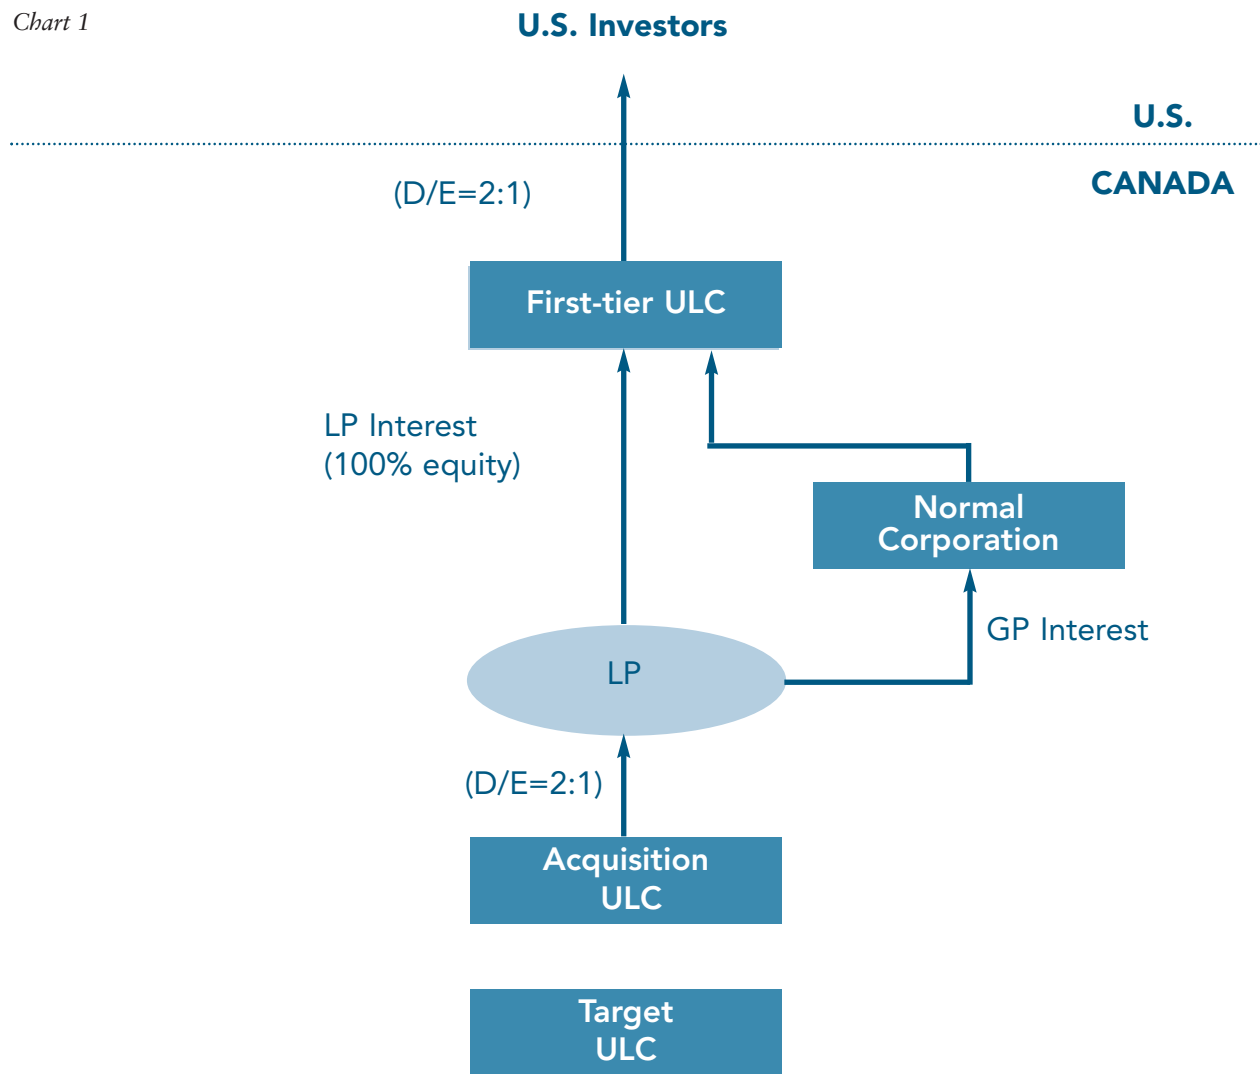 Chart 1
U.S. Investors
U.S.
CANADA
(D/E=2:1)
First-tier ULC
LP Interest
(100% equity)
Normal
Corporation
GP Interest
LP
(D/E=2:1)
Acquisition
ULC
Target
ULC